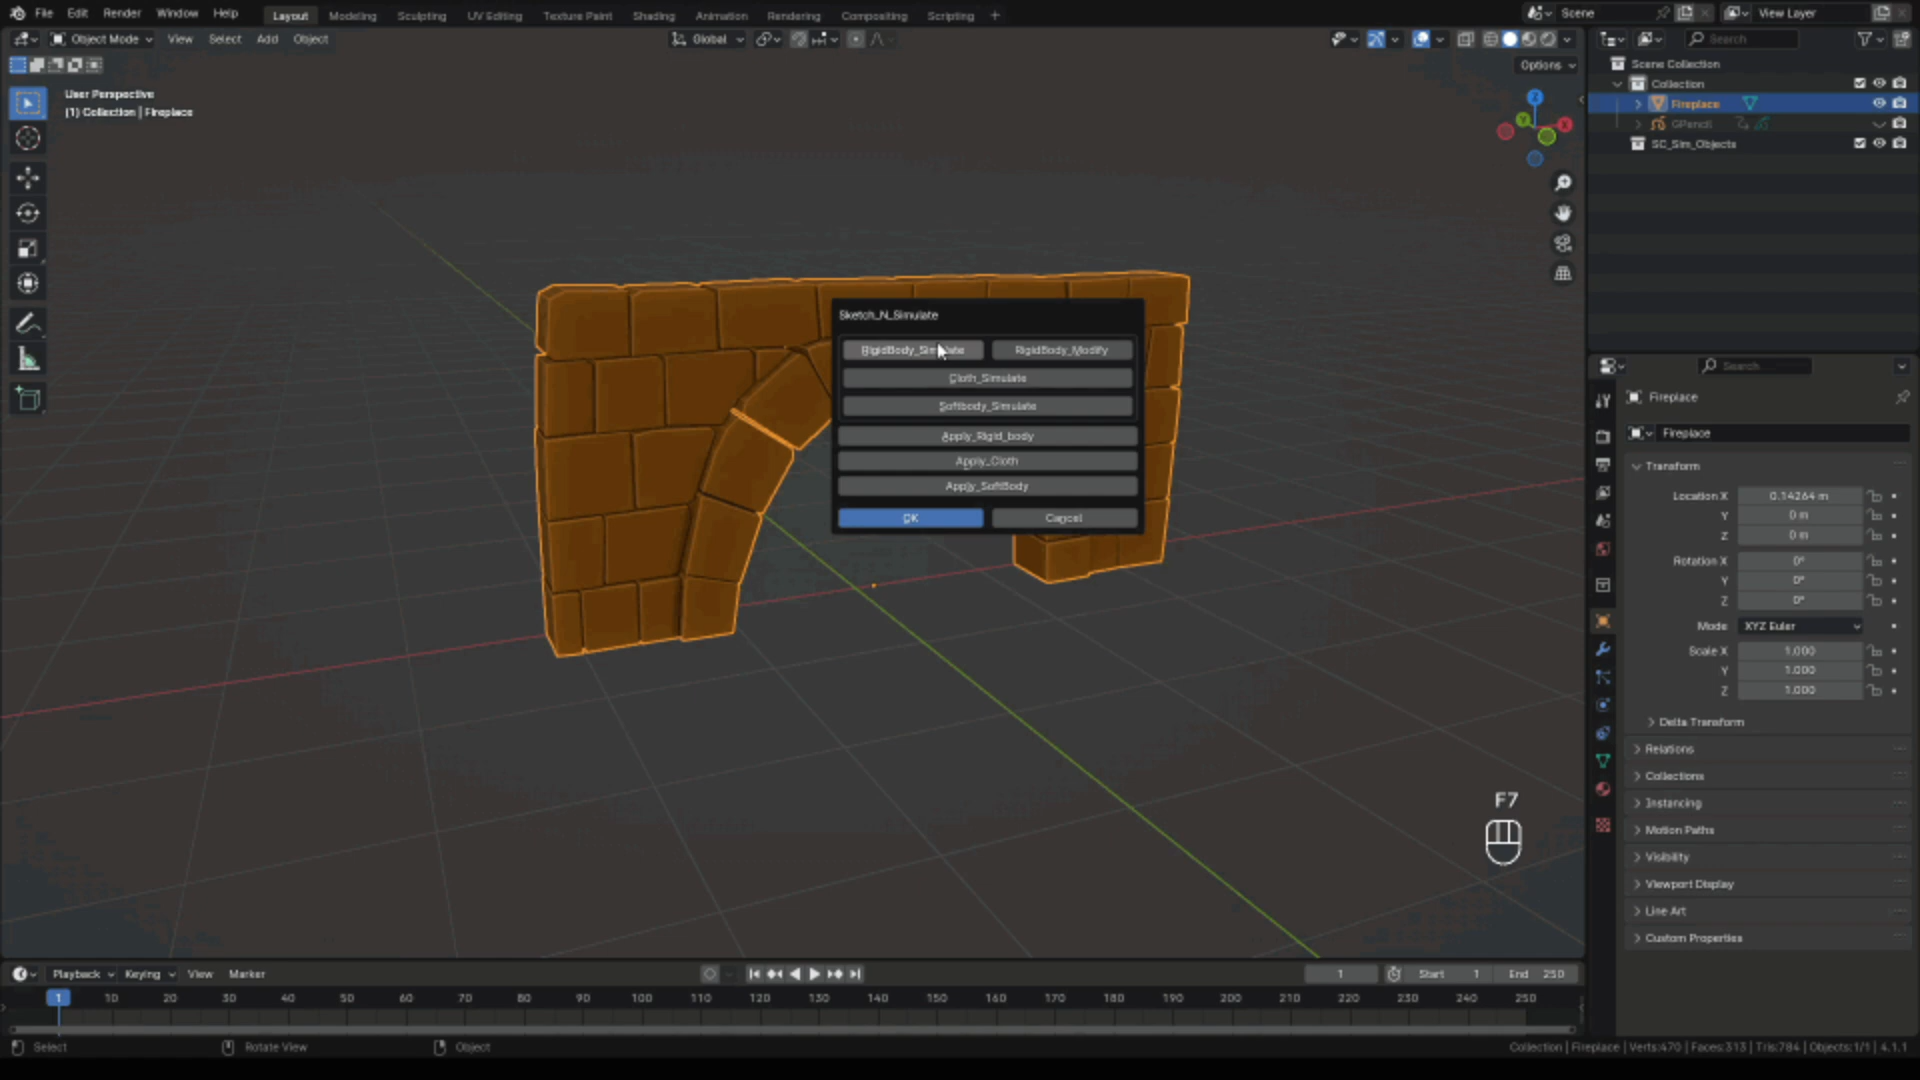 File Edit Render Window Help Layout Modeling Sculpting UV Editing Texture Paint Shading Animation Rendering Compositing Scripting + Scene View Layer
Object Mode View Select Add Object Global Search
Options
User Perspective
(1) Collection | Fireplace
Scene Collection
Collection
Fireplace
GPencil
SC_Sim_Objects
Z
Y
X
Sketch_N_Simulate
RigidBody_Simulate RigidBody_Modify
Cloth_Simulate
Softbody_Simulate
Apply_Rigid_body
Apply_Cloth
Apply_SoftBody
OK Cancel
Search
Fireplace
Fireplace
Transform
Location X 0.14264 m
Y 0 m
Z 0 m
Rotation X 0°
Y 0°
Z 0°
Mode XYZ Euler
Scale X 1.000
Y 1.000
Z 1.000
Delta Transform
Relations
Collections
Instancing
Motion Paths
Visibility
Viewport Display
Line Art
Custom Properties
F7
Playback Keying View Marker 1 Start 1 End 250
1 10 20 30 40 50 60 70 80 90 100 110 120 130 140 150 160 170 180 190 200 210 220 230 240 250
Select Rotate View Object Collection | Fireplace | Verts:470 | Faces:313 | Tris:784 | Objects:1/1 | 4.1.1